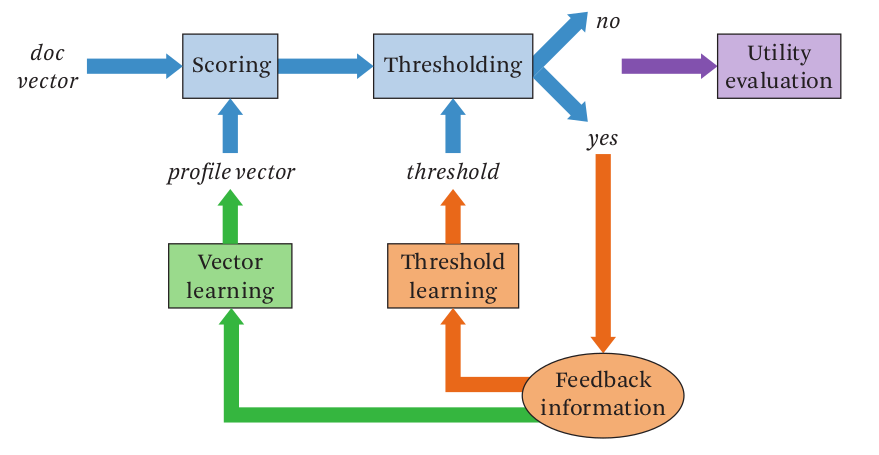 doc
vector
Scoring
Thresholding
no
yes
Utility
evaluation
profile vector
threshold
Vector
learning
Threshold
learning
Feedback
information